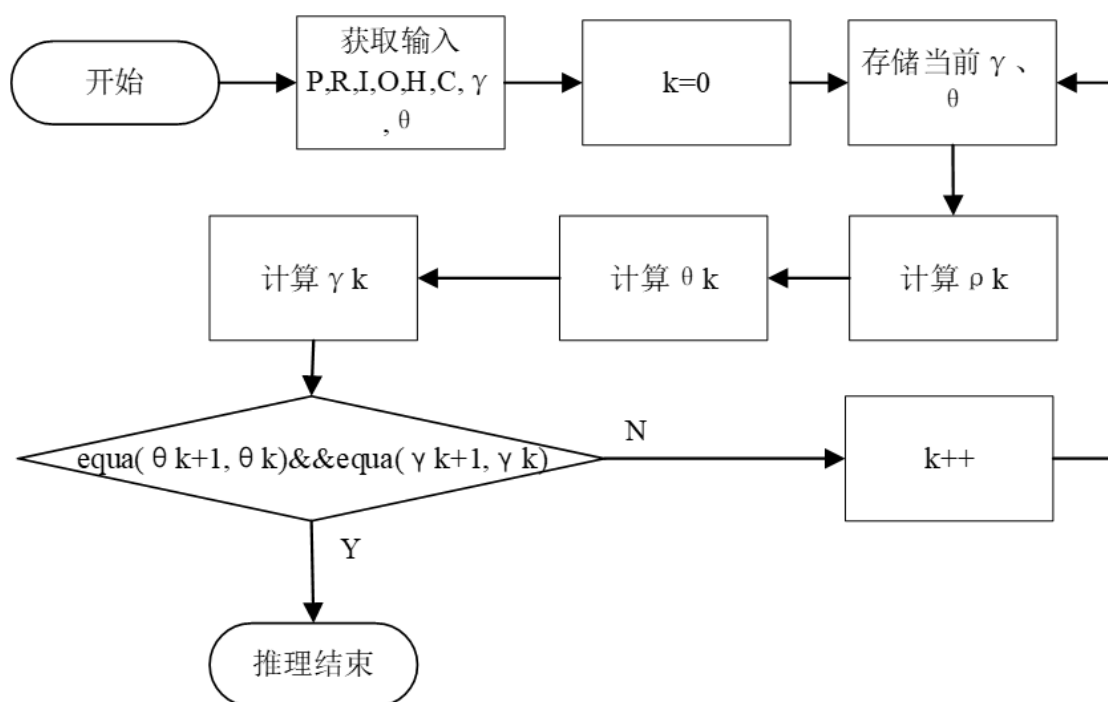 开始
获取输入
P,R,I,O,H,C, γ
, θ
k=0
存储当前 γ 、
θ
计算 ρ k
计算 θ k
计算 γ k
equa( θ k+1, θ k)&&equa( γ k+1, γ k)
N
k++
Y
推理结束